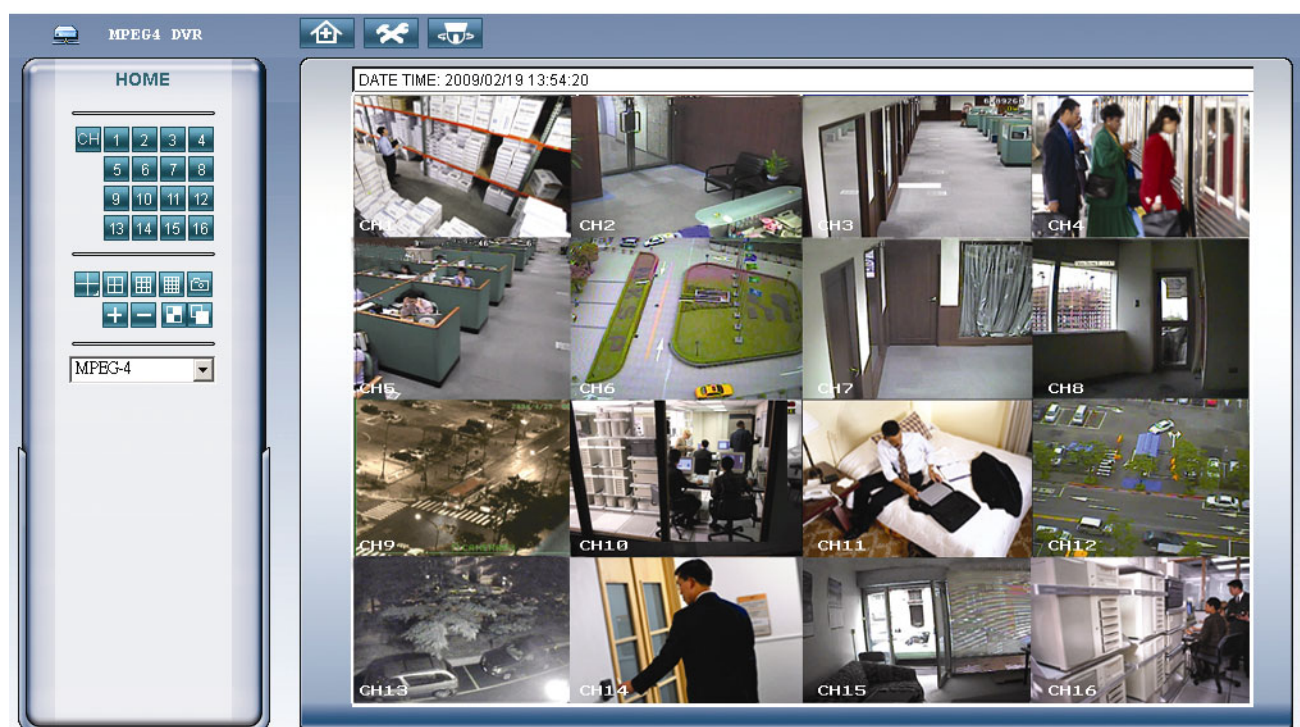 MPEG4 DVR
HOME
CH 1 2 3 4
5 6 7 8
9 10 11 12
13 14 15 16
MPEG-4
DATE TIME: 2009/02/19 13:54:20
CH1
CH2
CH3
CH4
CH5
CH6
CH7
CH8
CH9
CH10
CH11
CH12
CH13
CH14
CH15
CH16